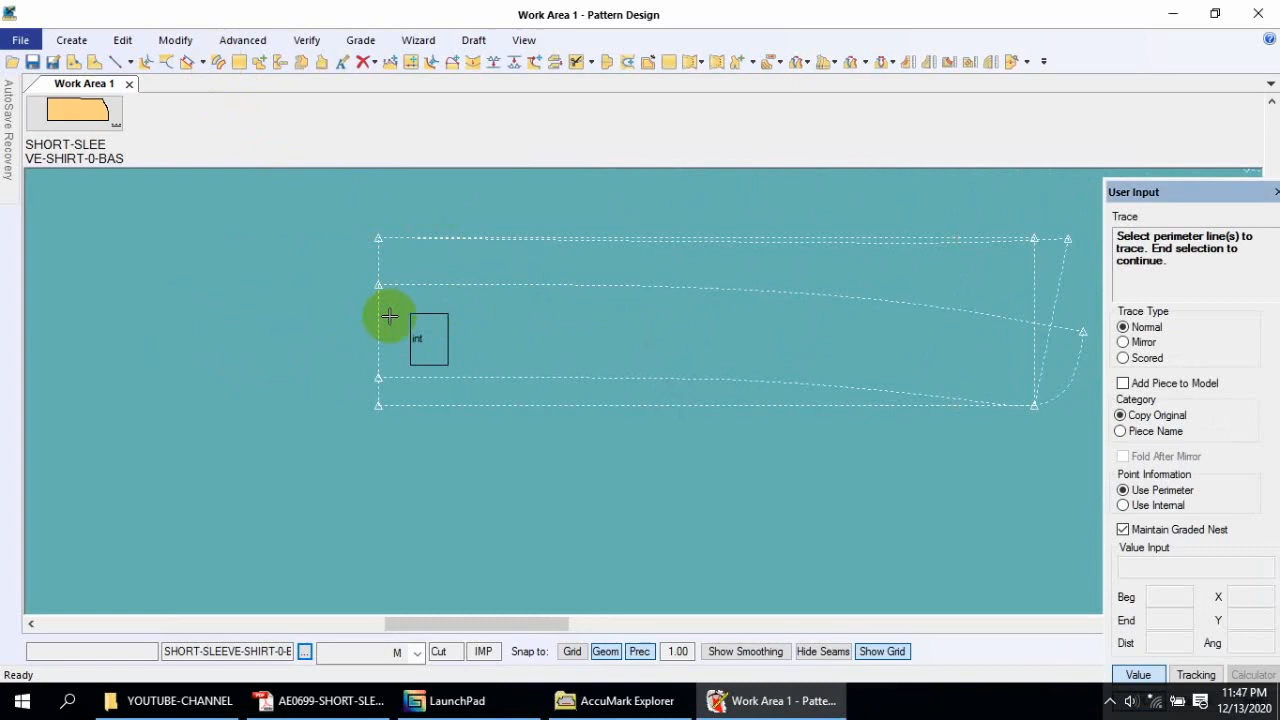 Work Area 1 - Pattern Design
File Create Edit Modify Advanced Verify Grade Wizard Draft View
Work Area 1
AutoSave Recovery
SHORT-SLEE
VE-SHIRT-0-BAS
User Input
Trace
Select perimeter line(s) to
trace. End selection to
continue.
Trace Type
Normal
Mirror
Scored
Add Piece to Model
Category
Copy Original
Piece Name
Fold After Mirror
Point Information
Use Perimeter
Use Internal
Maintain Graded Nest
Value Input
Beg X
End Y
Dist Ang
int
SHORT-SLEEVE-SHIRT-0-E ... M Cut IMP Snap to: Grid Geom Prec 1.00 Show Smoothing Hide Seams Show Grid
Value Tracking Calculator
Ready
YOUTUBE-CHANNEL AE0699-SHORT-SLE... LaunchPad AccuMark Explorer Work Area 1 - Patte...
11:47 PM
12/13/2020